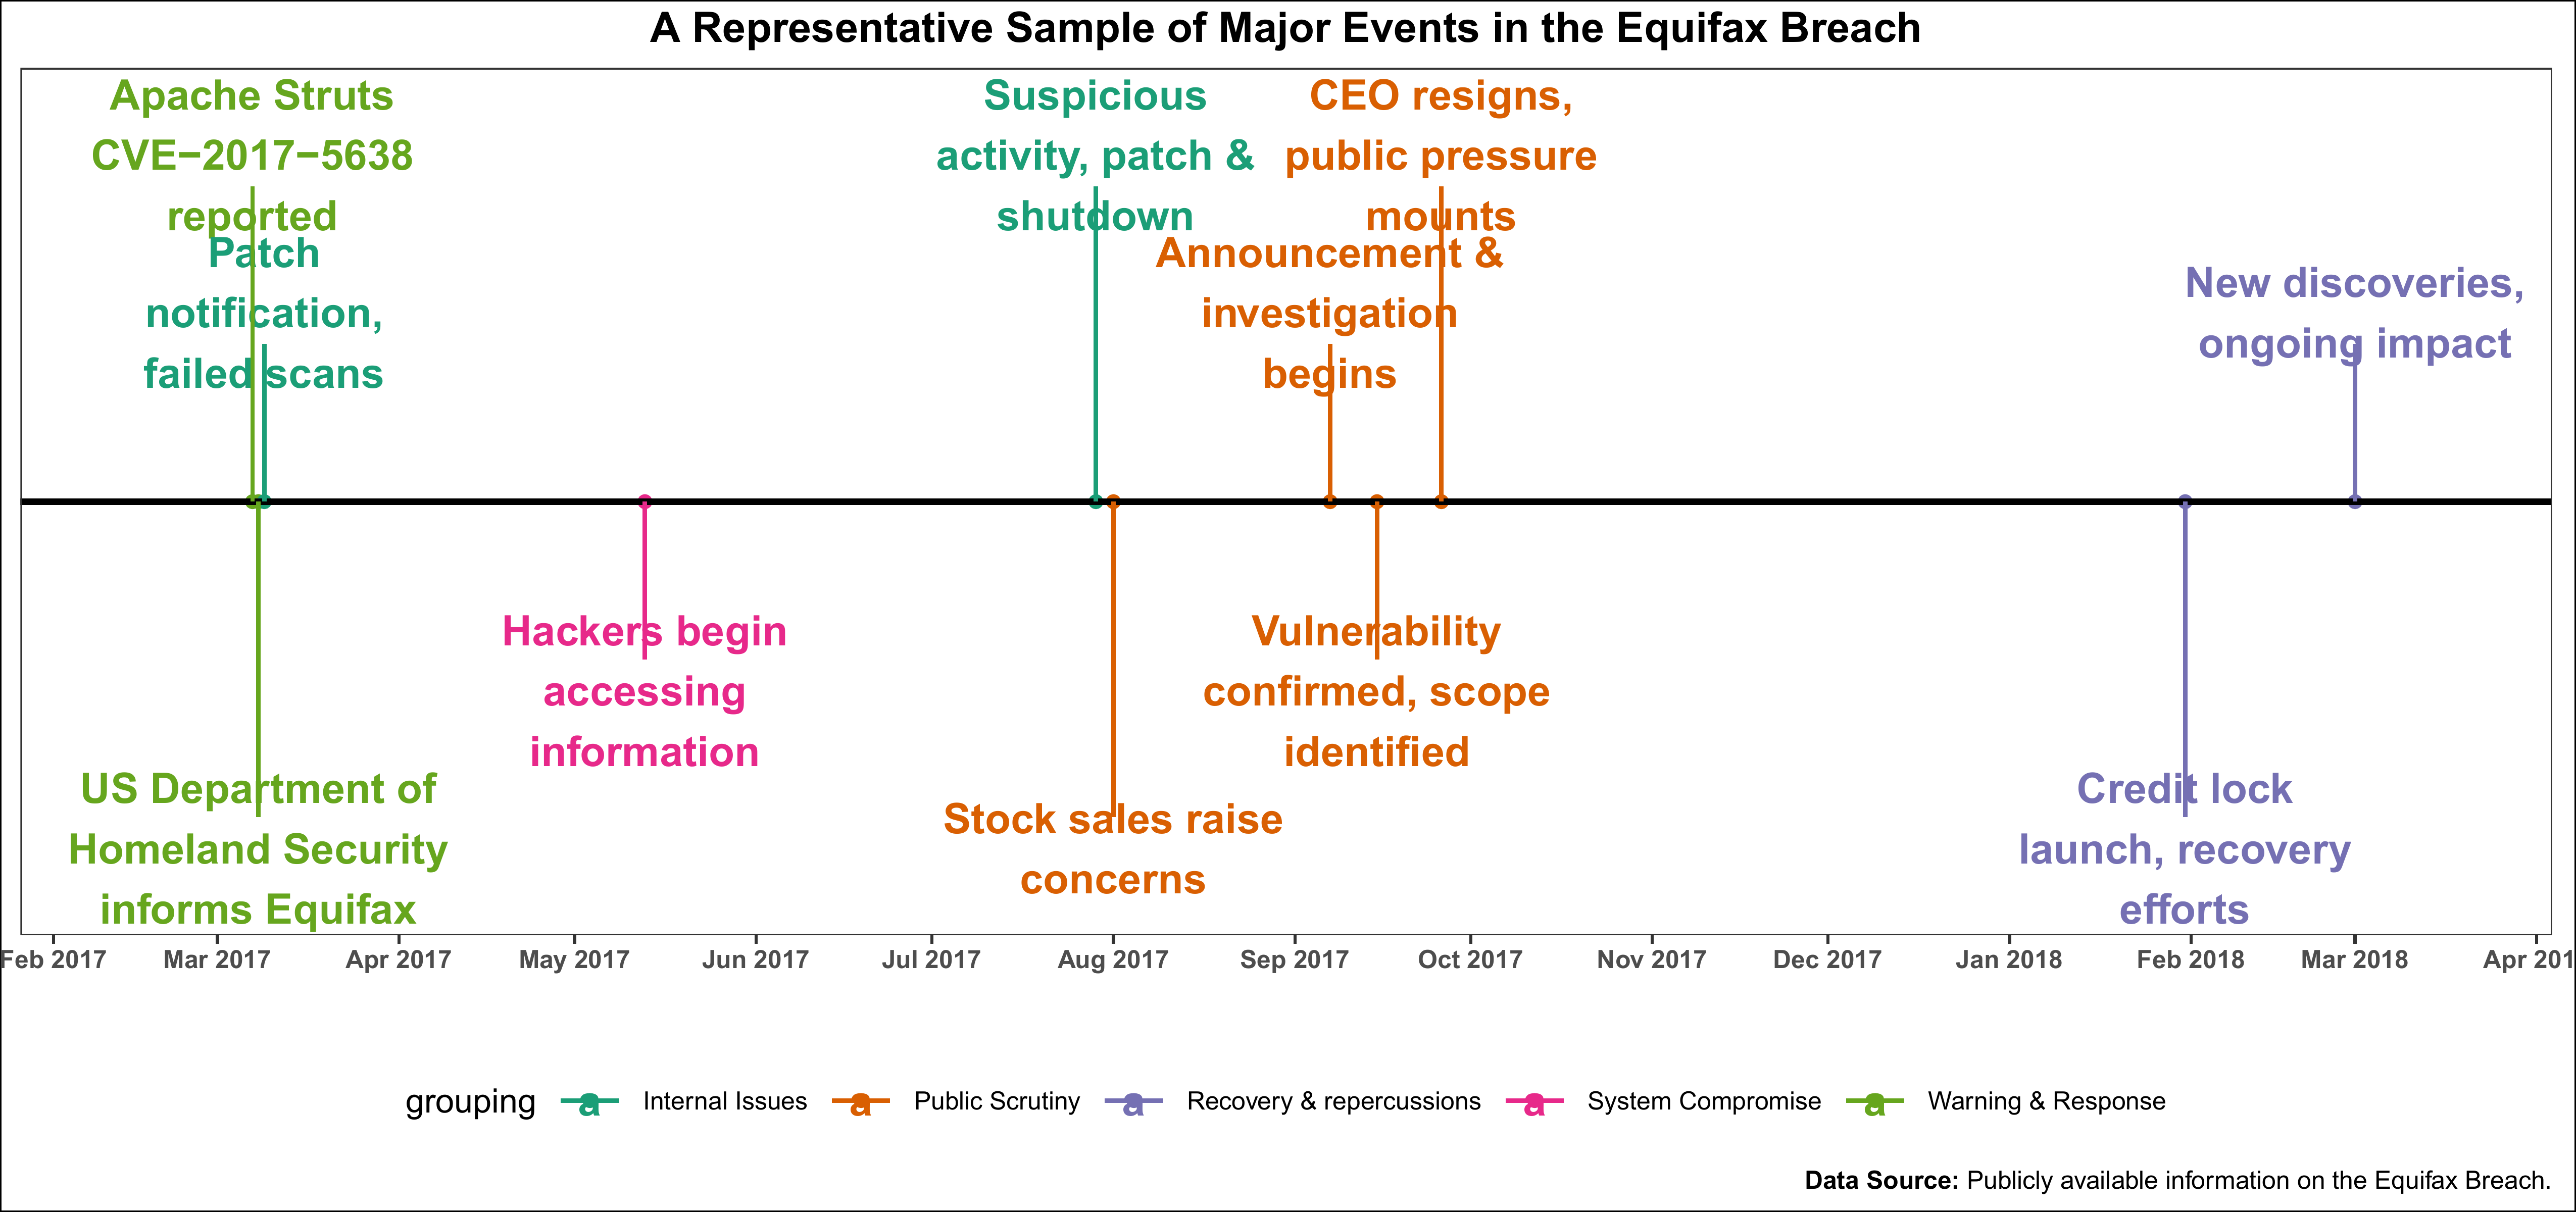 A Representative Sample of Major Events in the Equifax Breach
Apache Struts
CVE−2017−5638
reported
Patch
notification,
failed scans
Suspicious
activity, patch &
shutdown
CEO resigns,
public pressure
mounts
Announcement &
investigation
begins
New discoveries,
ongoing impact
Hackers begin
accessing
information
Vulnerability
confirmed, scope
identified
US Department of
Homeland Security
informs Equifax
Stock sales raise
concerns
Credit lock
launch, recovery
efforts
Feb 2017 Mar 2017 Apr 2017 May 2017 Jun 2017 Jul 2017 Aug 2017 Sep 2017 Oct 2017 Nov 2017 Dec 2017 Jan 2018 Feb 2018 Mar 2018 Apr 201
grouping a Internal Issues a Public Scrutiny a Recovery & repercussions a System Compromise a Warning & Response
Data Source: Publicly available information on the Equifax Breach.